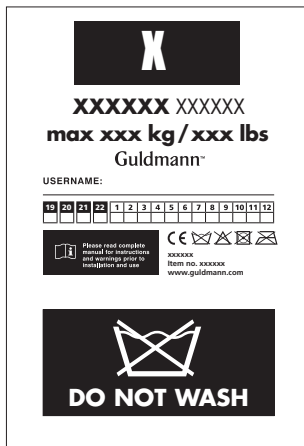 X
XXXXXX XXXXXX
max xxx kg/xxx lbs
Guldmann™
USERNAME:
19 20 21 22 1 2 3 4 5 6 7 8 9 10 11 12
Please read complete
manual for instructions
and warnings prior to
installation and use
CE
xxxxxx
Item no. xxxxxx
www.guldmann.com
DO NOT WASH